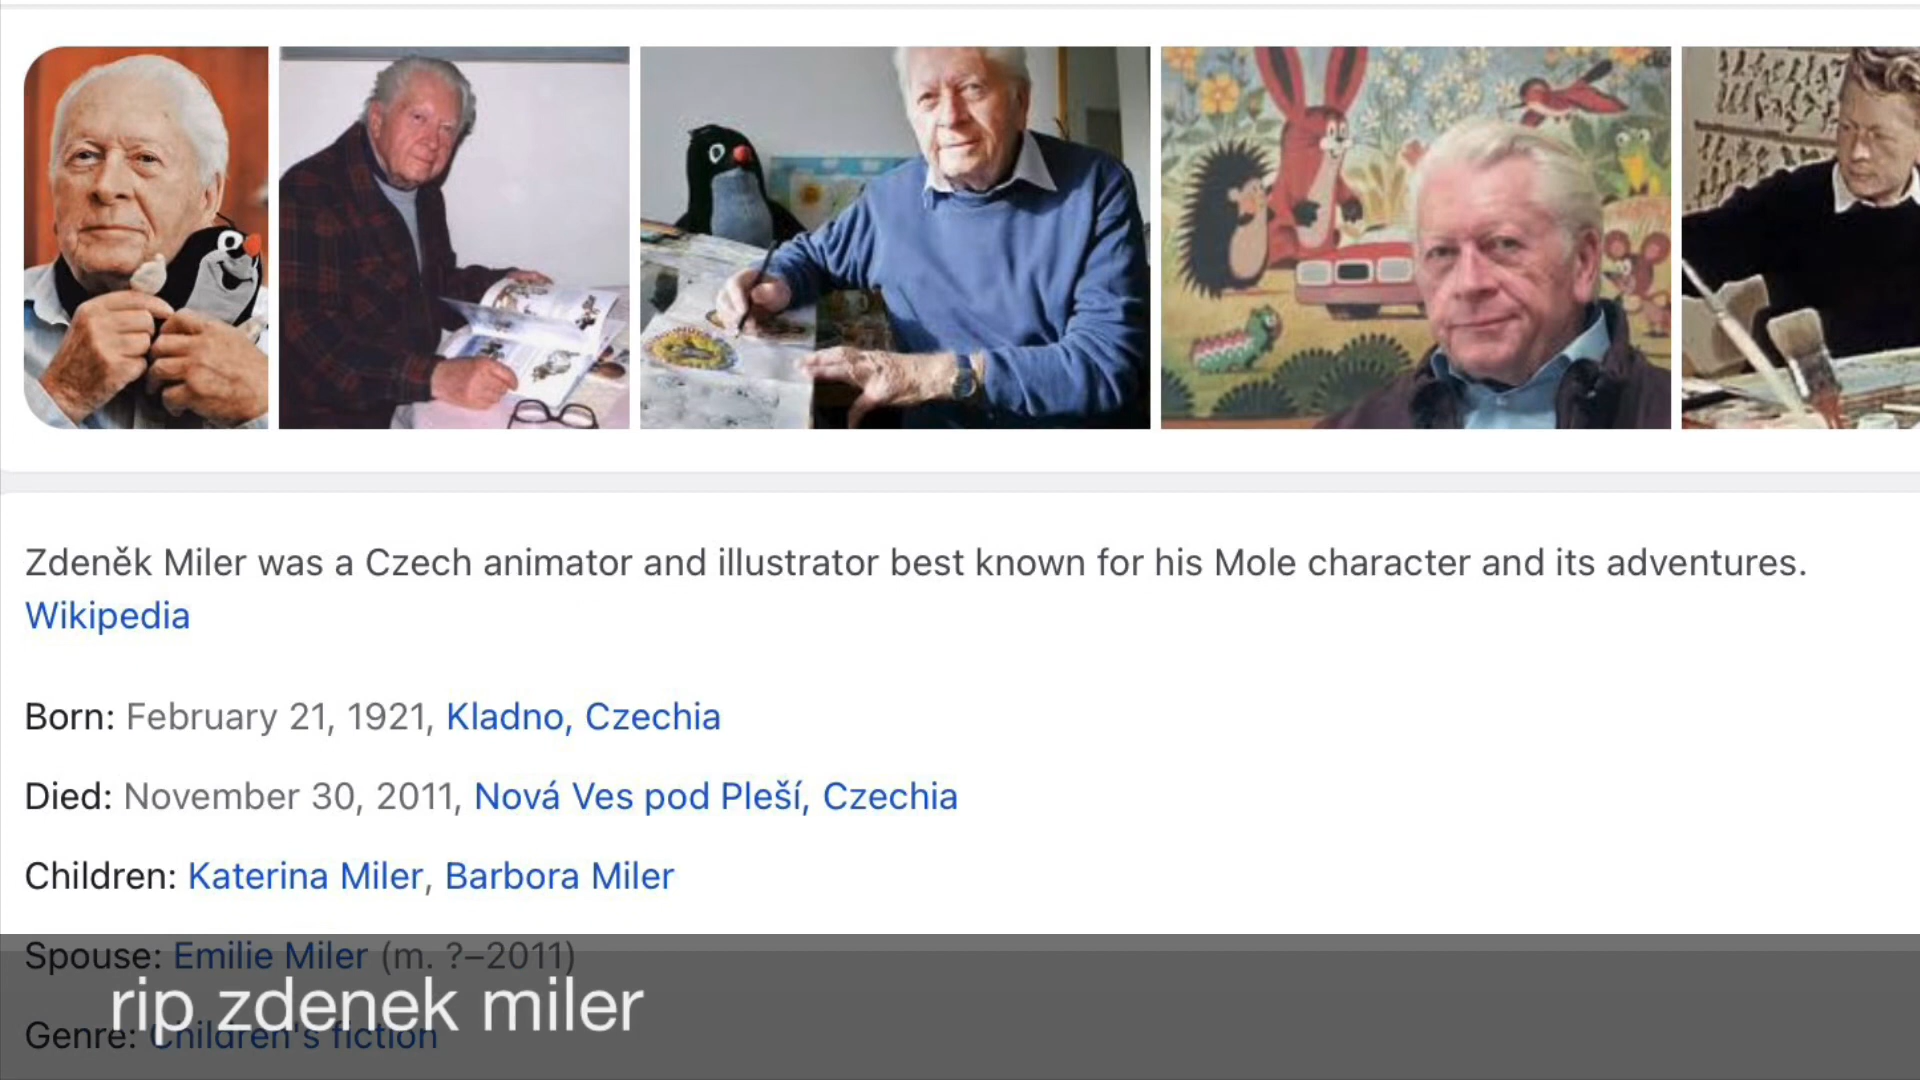 Zdeněk Miler was a Czech animator and illustrator best known for his Mole character and its adventures.
Wikipedia
Born: February 21, 1921, Kladno, Czechia
Died: November 30, 2011, Nová Ves pod Pleší, Czechia
Children: Katerina Miler, Barbora Miler
Spouse: Emilie Miler (m. ?–2011)
rip zdenek miler
Genre: Children's fiction